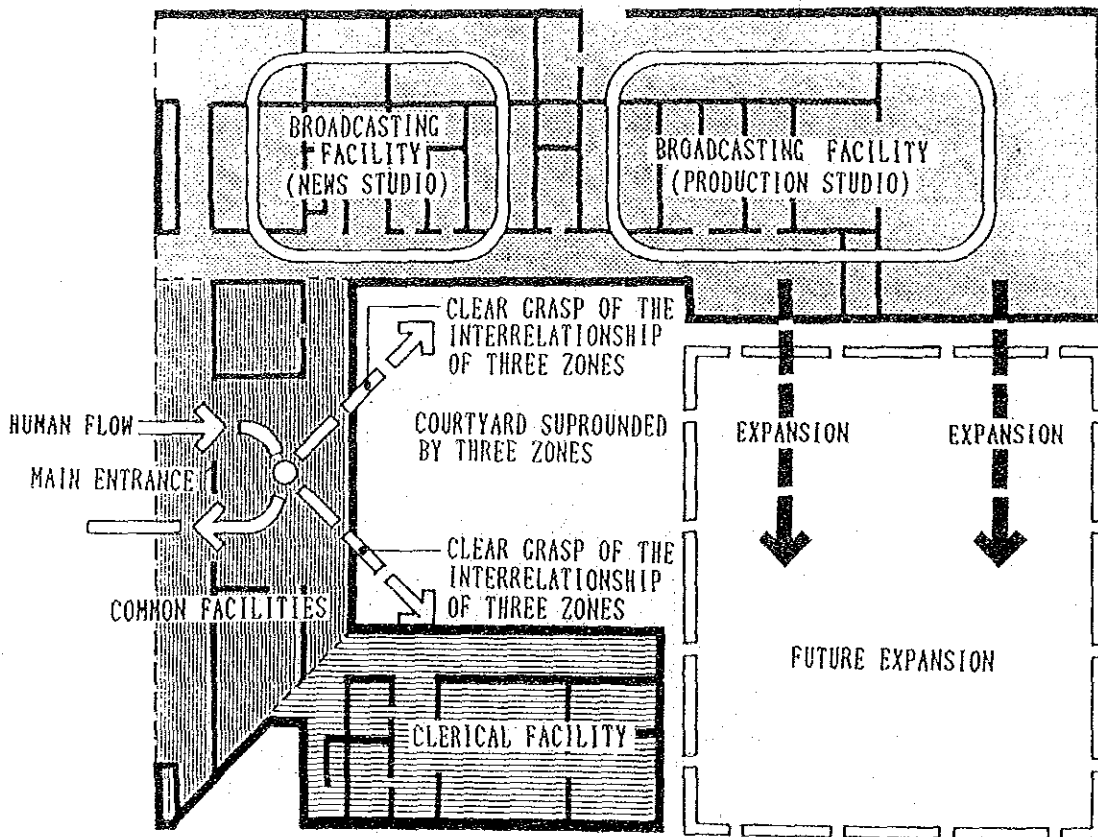 BROADCASTING
FACILITY
(NEWS STUDIO)
BROADCASTING FACILITY
(PRODUCTION STUDIO)
CLEAR GRASP OF THE
INTERRELATIONSHIP
OF THREE ZONES
HUMAN FLOW
MAIN ENTRANCE
COURTYARD SUPROUNDED
BY THREE ZONES
EXPANSION
EXPANSION
CLEAR GRASP OF THE
INTERRELATIONSHIP
OF THREE ZONES
COMMON FACILITIES
FUTURE EXPANSION
CLERICAL FACILITY